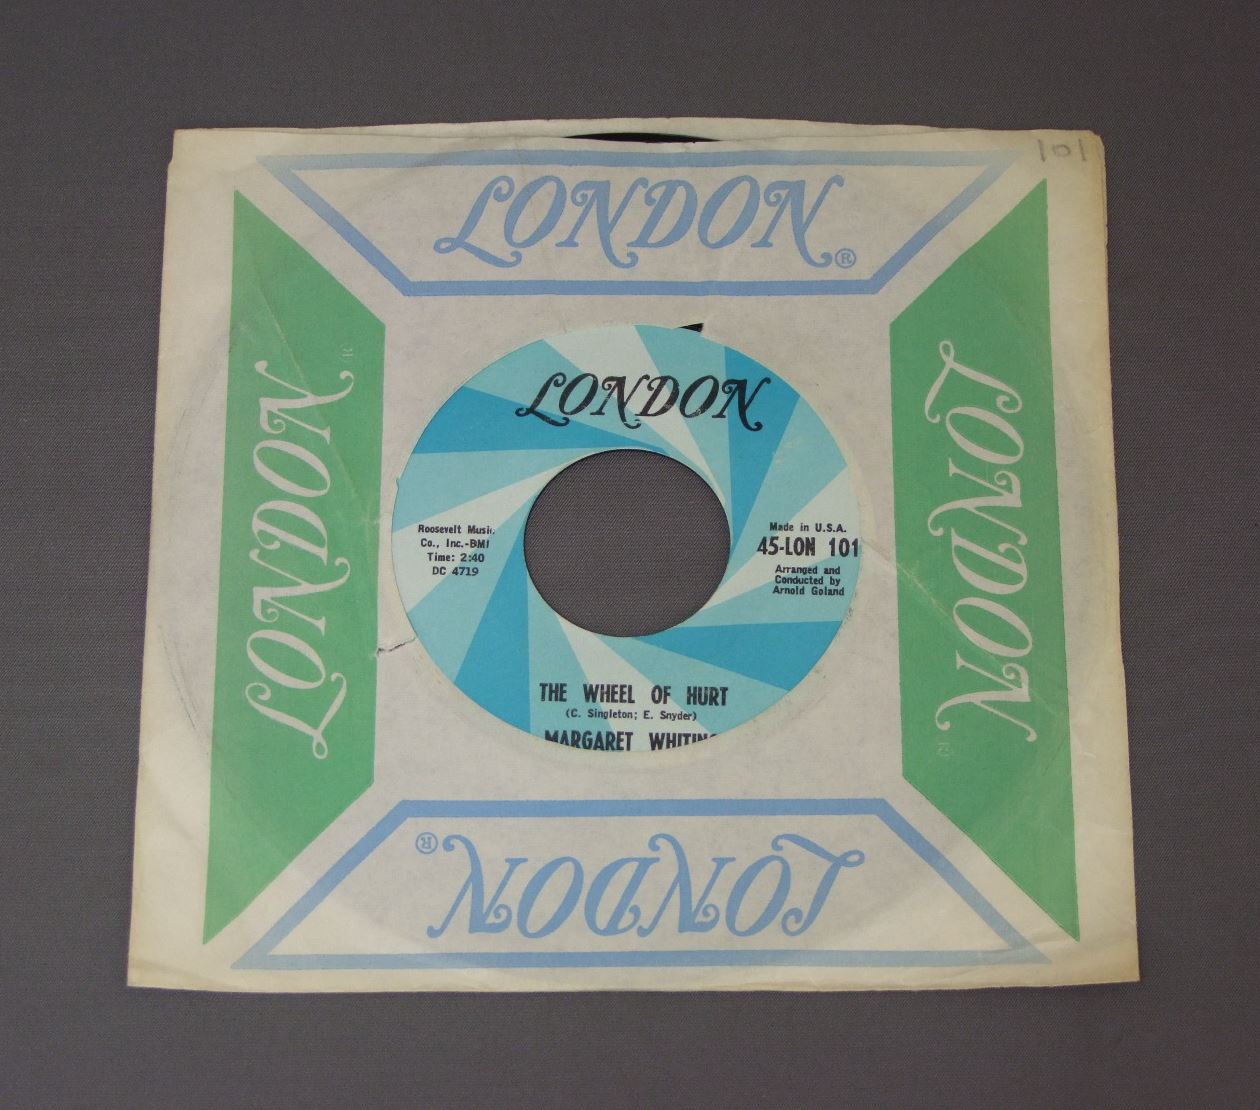 101
LONDON®
LONDON®
LONDON®
LONDON
Roosevelt Music
Co., Inc.-BMI
Time: 2:40
DC 4719
Made in U.S.A.
45-LON 101
Arranged and
Conducted by
Arnold Goland
THE WHEEL OF HURT
(C. Singleton; E. Snyder)
MARGARET WHITING
LONDON®